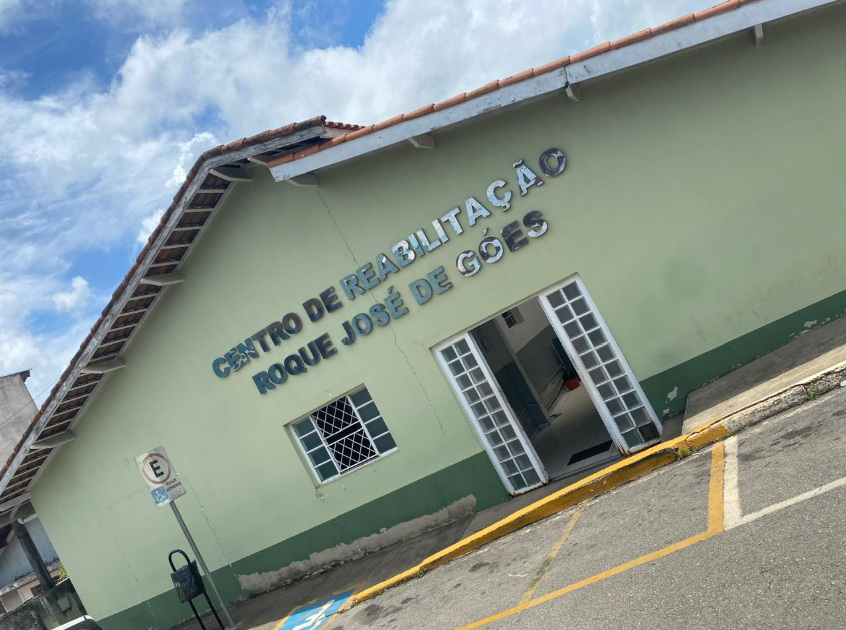 CENTRO DE REABILITAÇÃO
ROQUE JOSÉ DE GÓES
E